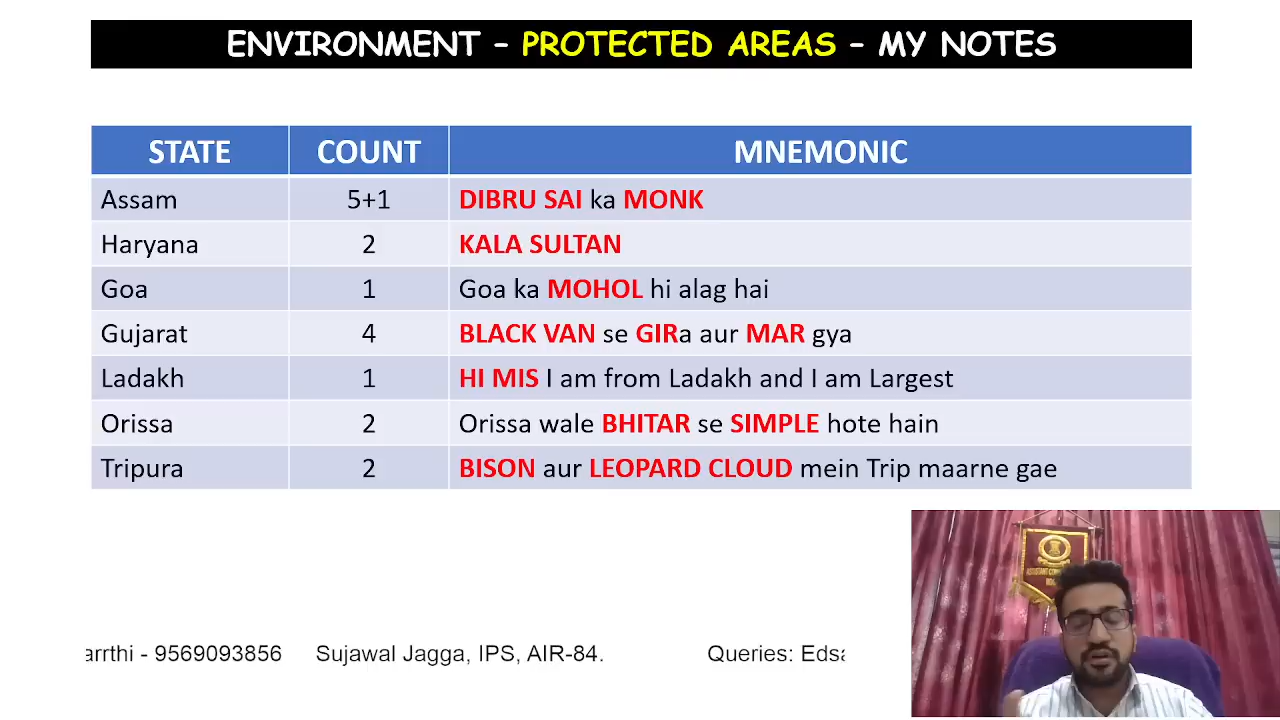 ENVIRONMENT – PROTECTED AREAS – MY NOTES
STATE COUNT MNEMONIC
Assam 5+1 DIBRU SAI ka MONK
Haryana 2 KALA SULTAN
Goa 1 Goa ka MOHOL hi alag hai
Gujarat 4 BLACK VAN se GIRa aur MAR gya
Ladakh 1 HI MIS I am from Ladakh and I am Largest
Orissa 2 Orissa wale BHITAR se SIMPLE hote hain
Tripura 2 BISON aur LEOPARD CLOUD mein Trip maarne gae
arrthi - 9569093856 Sujawal Jagga, IPS, AIR-84. Queries: Edsa